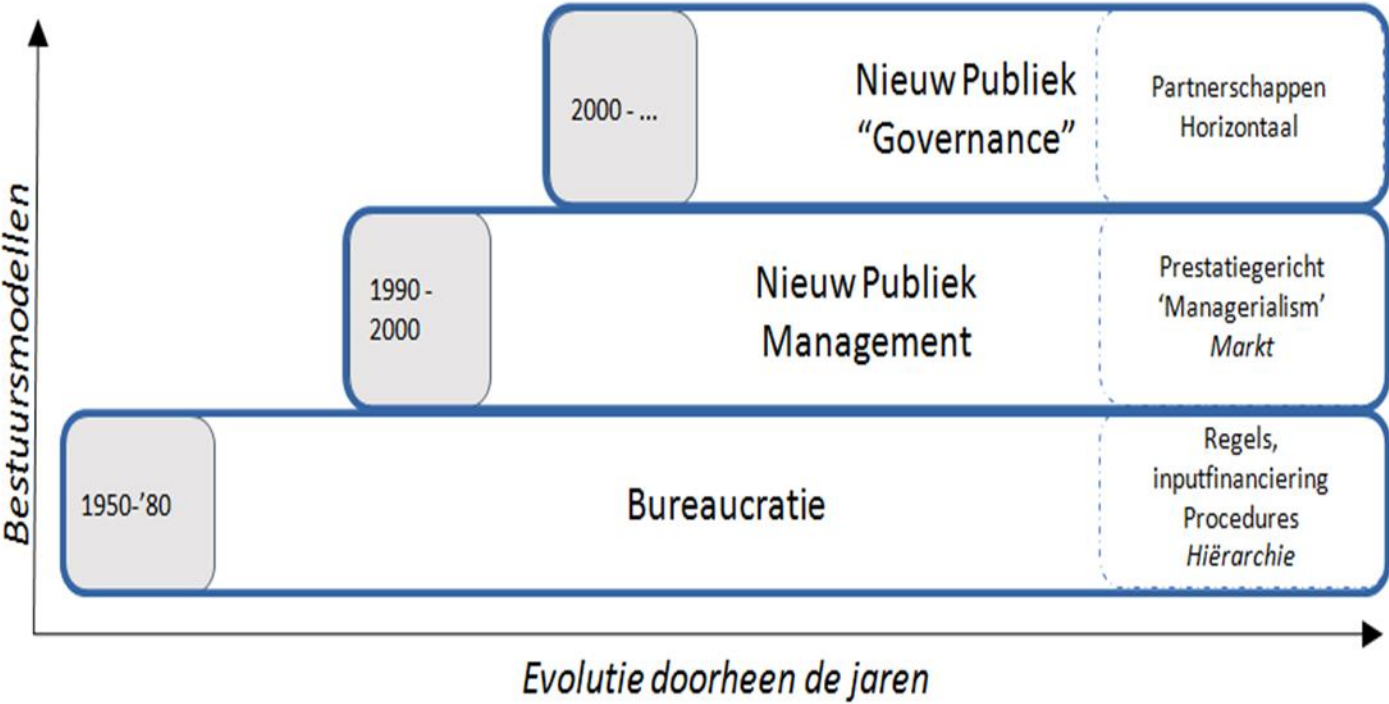 2000 - ...
Nieuw Publiek
“Governance”
Partnerschappen
Horizontaal
1990 -
2000
Nieuw Publiek
Management
Prestatiegericht
‘Managerialism’
Markt
1950-’80
Bureaucratie
Regels,
inputfinanciering
Procedures
Hiërarchie
Bestuursmodellen
Evolutie doorheen de jaren